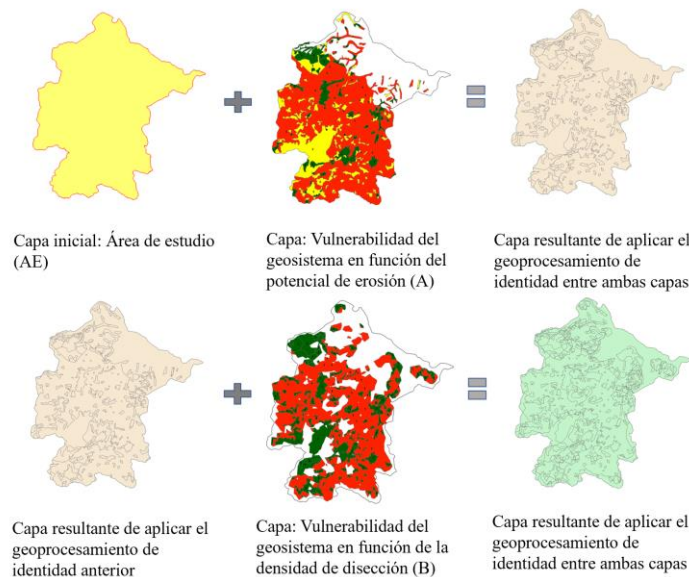 Capa inicial: Área de estudio
(AE)
Capa: Vulnerabilidad del
geosistema en función del
potencial de erosión (A)
Capa resultante de aplicar el
geoprocesamiento de
identidad entre ambas capas
Capa resultante de aplicar el
geoprocesamiento de
identidad anterior
Capa: Vulnerabilidad del
geosistema en función de la
densidad de disección (B)
Capa resultante de aplicar el
geoprocesamiento de
identidad entre ambas capas